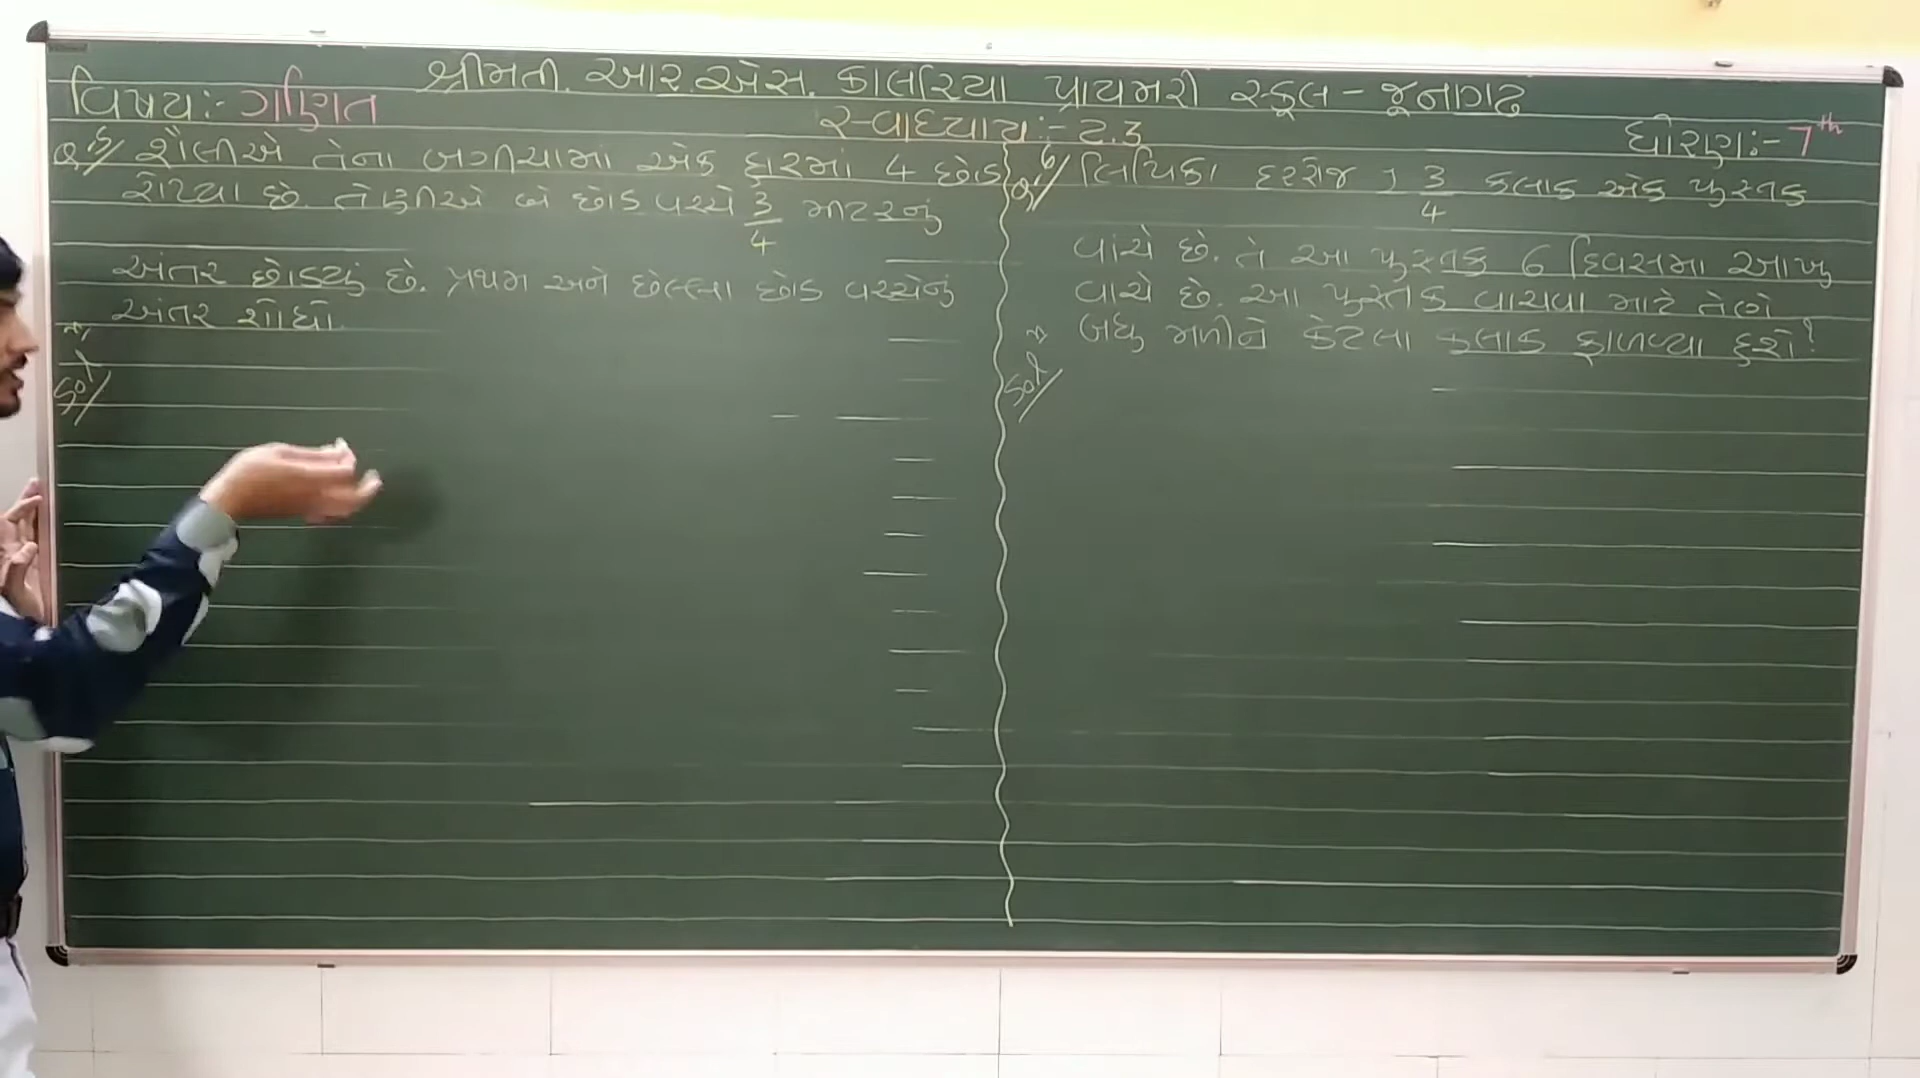 શ્રીમતી. આર.એસ. કાલરિયા પ્રાયમરી સ્કૂલ – જૂનાગઢ
વિષય:- ગણિત
સ્વાધ્યાય:- 2.3
ધોરણ:- 7th
Q 5/ શૈલીએ તેના બગીચામાં એક હારમાં 4 છોડ
રોપ્યા છે. તેણીએ બે છોડ વચ્ચે 3/4 મીટરનું
અંતર છોડ્યું છે. પ્રથમ અને છેલ્લા છોડ વચ્ચેનું
અંતર શોધો.
Sol/
Q 6/ લિપિકા દરરોજ 1 3/4 કલાક એક પુસ્તક
વાંચે છે. તે આ પુસ્તક 6 દિવસમા આખુ
વાચે છે. આ પુસ્તક વાચવા માટે તેણે
બધુ મળીને કેટલા કલાક ફાળવ્યા હશે?
Sol/